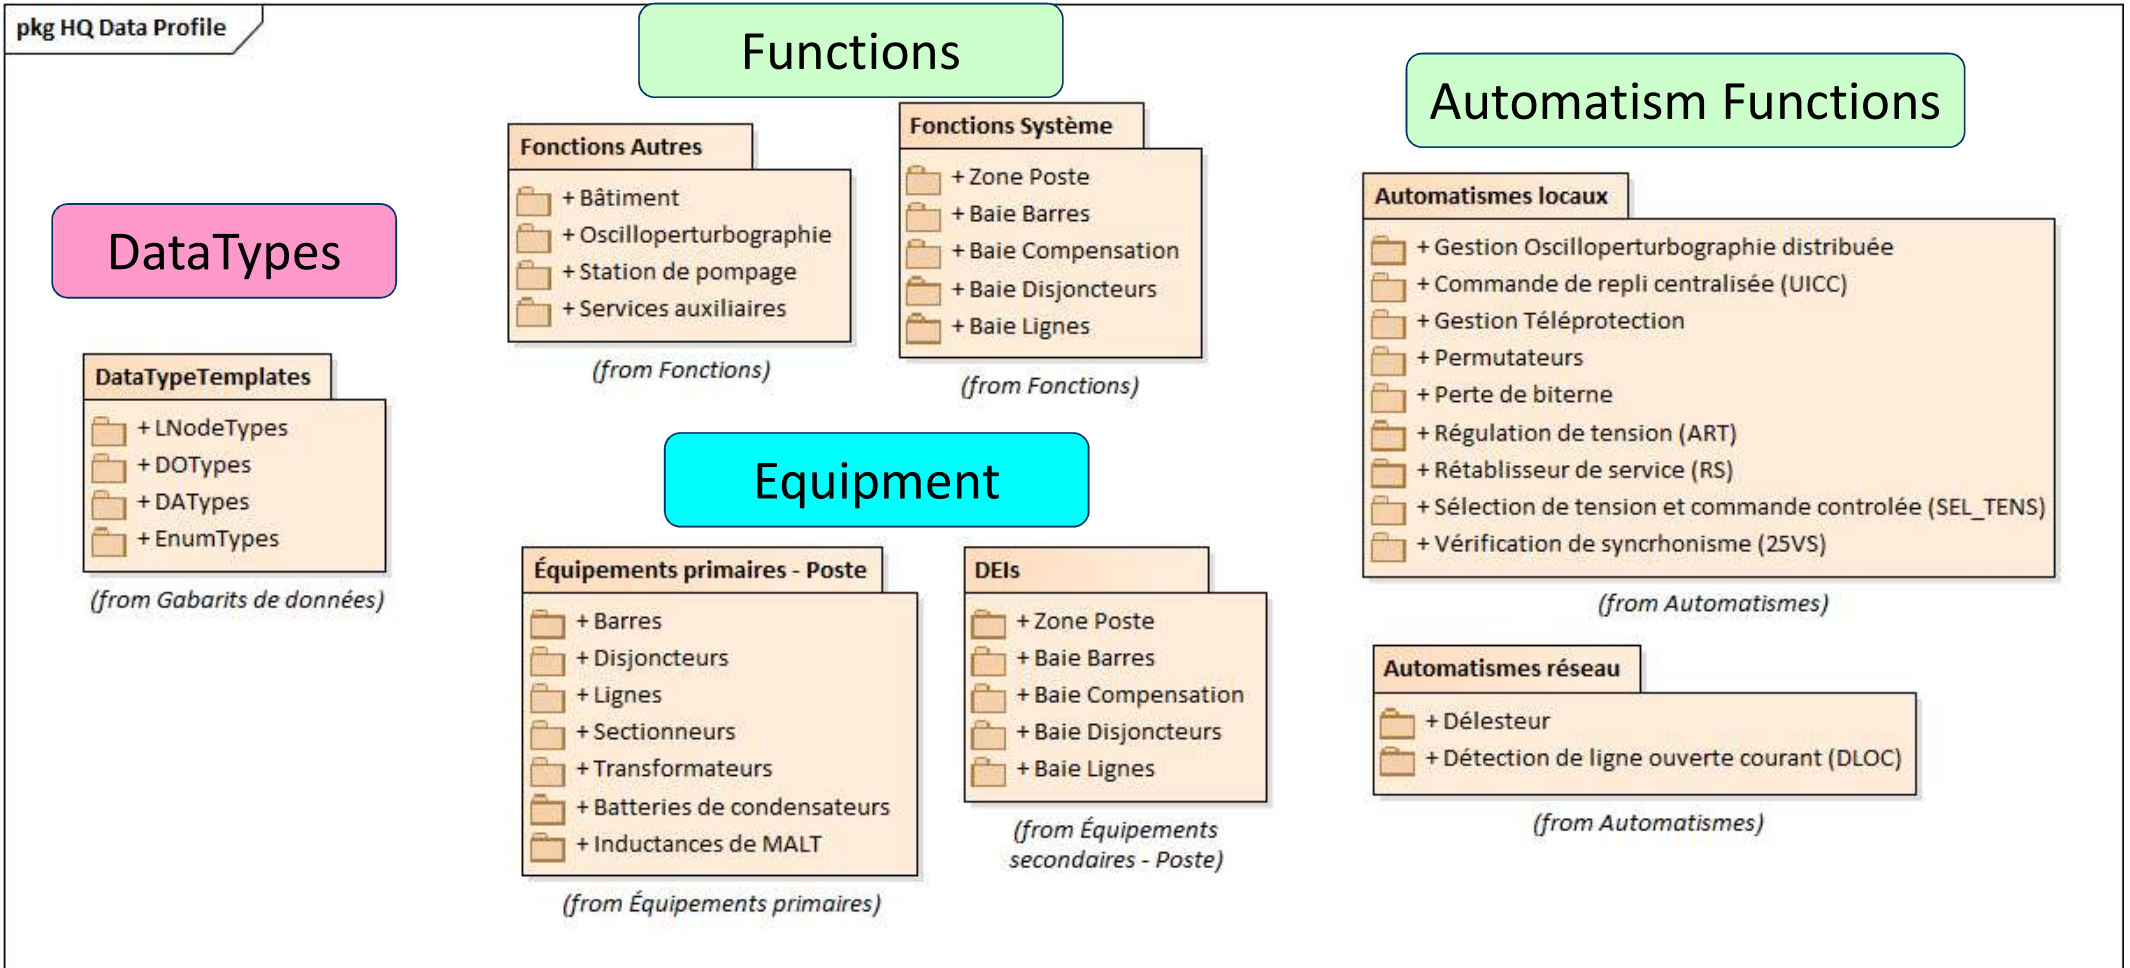 pkg HQ Data Profile
Functions
Automatism Functions
DataTypes
Equipment
DataTypeTemplates
+ LNodeTypes
+ DOTypes
+ DATypes
+ EnumTypes
(from Gabarits de données)
Fonctions Autres
+ Bâtiment
+ Oscilloperturbographie
+ Station de pompage
+ Services auxiliaires
(from Fonctions)
Fonctions Système
+ Zone Poste
+ Baie Barres
+ Baie Compensation
+ Baie Disjoncteurs
+ Baie Lignes
(from Fonctions)
Équipements primaires - Poste
+ Barres
+ Disjoncteurs
+ Lignes
+ Sectionneurs
+ Transformateurs
+ Batteries de condensateurs
+ Inductances de MALT
(from Équipements primaires)
DEIs
+ Zone Poste
+ Baie Barres
+ Baie Compensation
+ Baie Disjoncteurs
+ Baie Lignes
(from Équipements
secondaires - Poste)
Automatismes locaux
+ Gestion Oscilloperturbographie distribuée
+ Commande de repli centralisée (UICC)
+ Gestion Téléprotection
+ Permutateurs
+ Perte de biterne
+ Régulation de tension (ART)
+ Rétablisseur de service (RS)
+ Sélection de tension et commande controlée (SEL_TENS)
+ Vérification de syncrhonisme (25VS)
(from Automatismes)
Automatismes réseau
+ Délesteur
+ Détection de ligne ouverte courant (DLOC)
(from Automatismes)